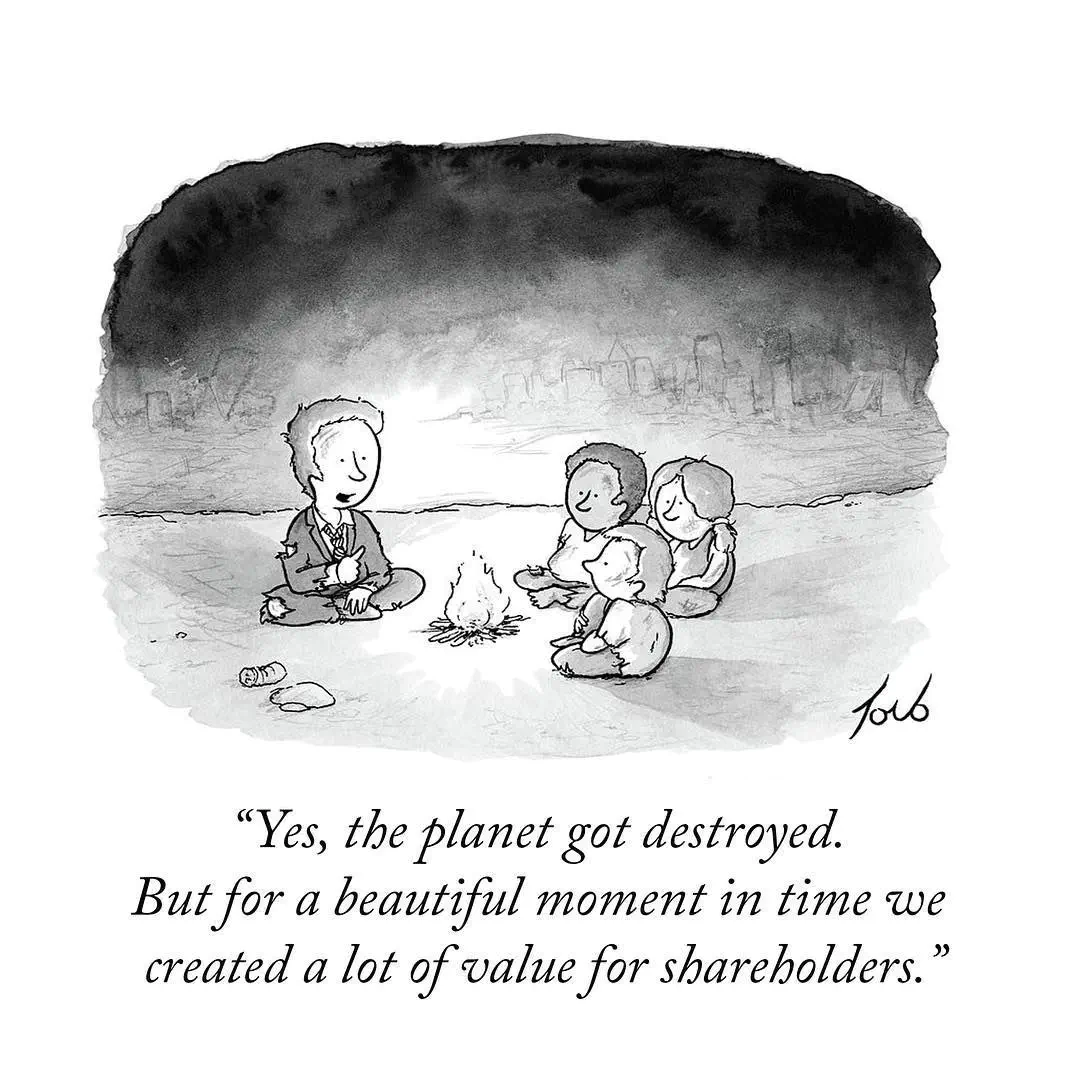 Toro
“Yes, the planet got destroyed.
But for a beautiful moment in time we
created a lot of value for shareholders.”